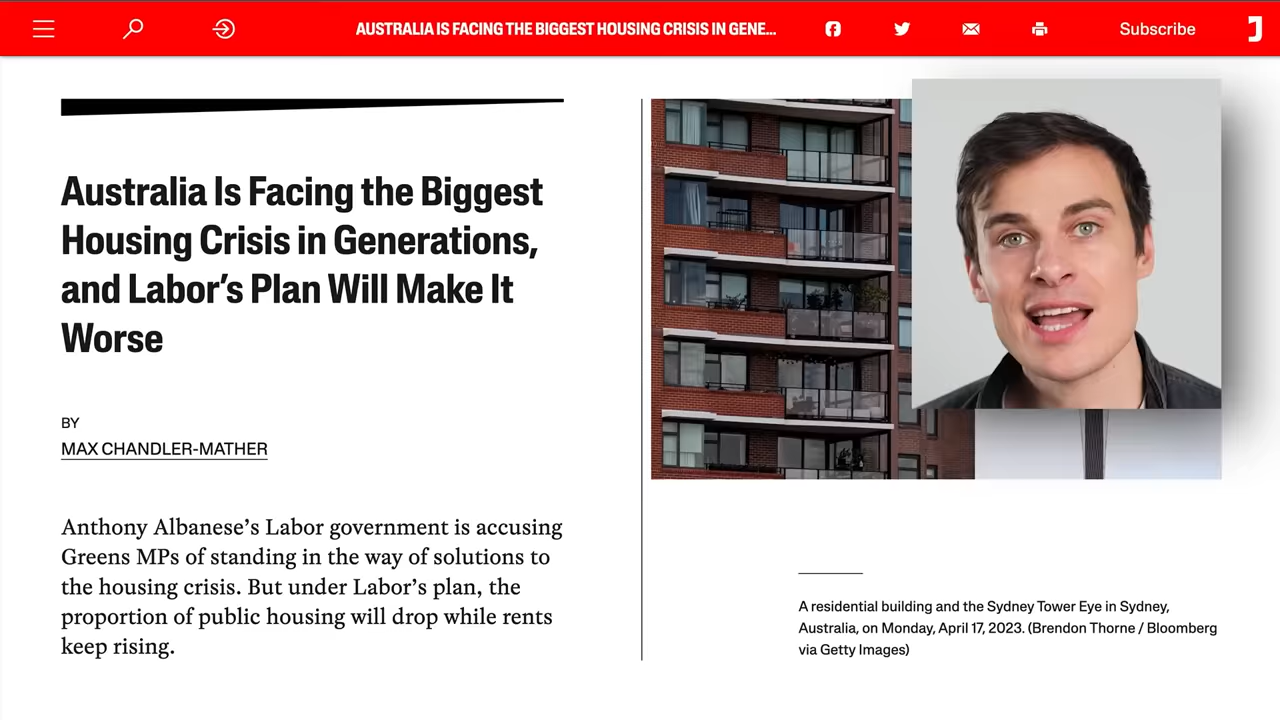 AUSTRALIA IS FACING THE BIGGEST HOUSING CRISIS IN GENE...
Subscribe
Australia Is Facing the Biggest
Housing Crisis in Generations,
and Labor’s Plan Will Make It
Worse
BY
MAX CHANDLER-MATHER
Anthony Albanese’s Labor government is accusing
Greens MPs of standing in the way of solutions to
the housing crisis. But under Labor’s plan, the
proportion of public housing will drop while rents
keep rising.
A residential building and the Sydney Tower Eye in Sydney,
Australia, on Monday, April 17, 2023. (Brendon Thorne / Bloomberg
via Getty Images)